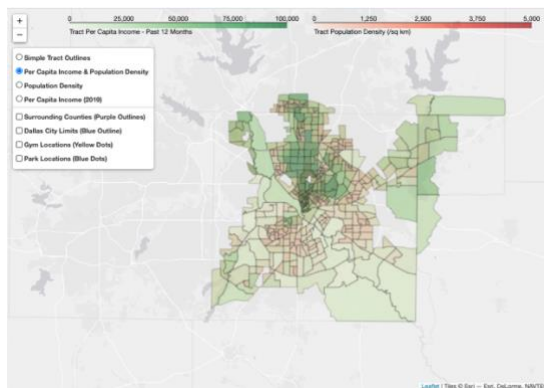 0 25,000 50,000 75,000 100,000
Tract Per Capita Income - Past 12 Months
0 1,250 2,500 3,750 5,000
Tract Population Density (/sq km)
+
−
Simple Tract Outlines
Per Capita Income & Population Density
Population Density
Per Capita Income (2019)
Surrounding Counties (Purple Outlines)
Dallas City Limits (Blue Outline)
Gym Locations (Yellow Dots)
Park Locations (Blue Dots)
Leaflet | Tiles © Esri — Esri, DeLorme, NAVTEQ